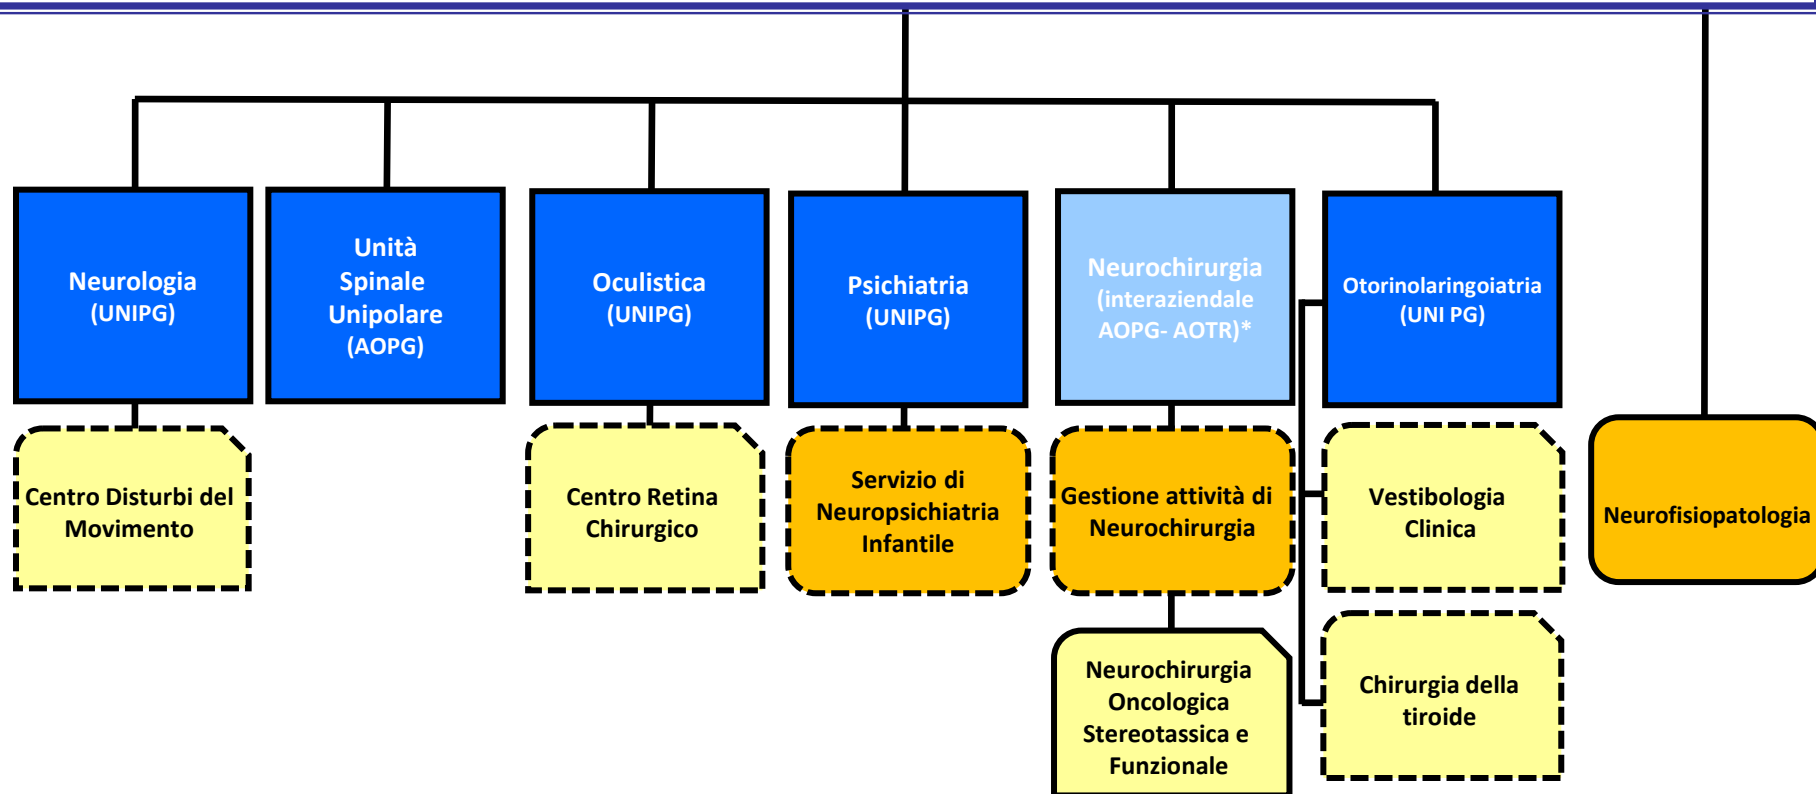 Neurologia
(UNIPG)
Unità
Spinale
Unipolare
(AOPG)
Oculistica
(UNIPG)
Psichiatria
(UNIPG)
Neurochirurgia
(interaziendale
AOPG- AOTR)*
Otorinolaringoiatria
(UNI PG)
Centro Disturbi del
Movimento
Centro Retina
Chirurgico
Servizio di
Neuropsichiatria
Infantile
Gestione attività di
Neurochirurgia
Vestibologia
Clinica
Neurofisiopatologia
Neurochirurgia
Oncologica
Stereotassica e
Funzionale
Chirurgia della
tiroide